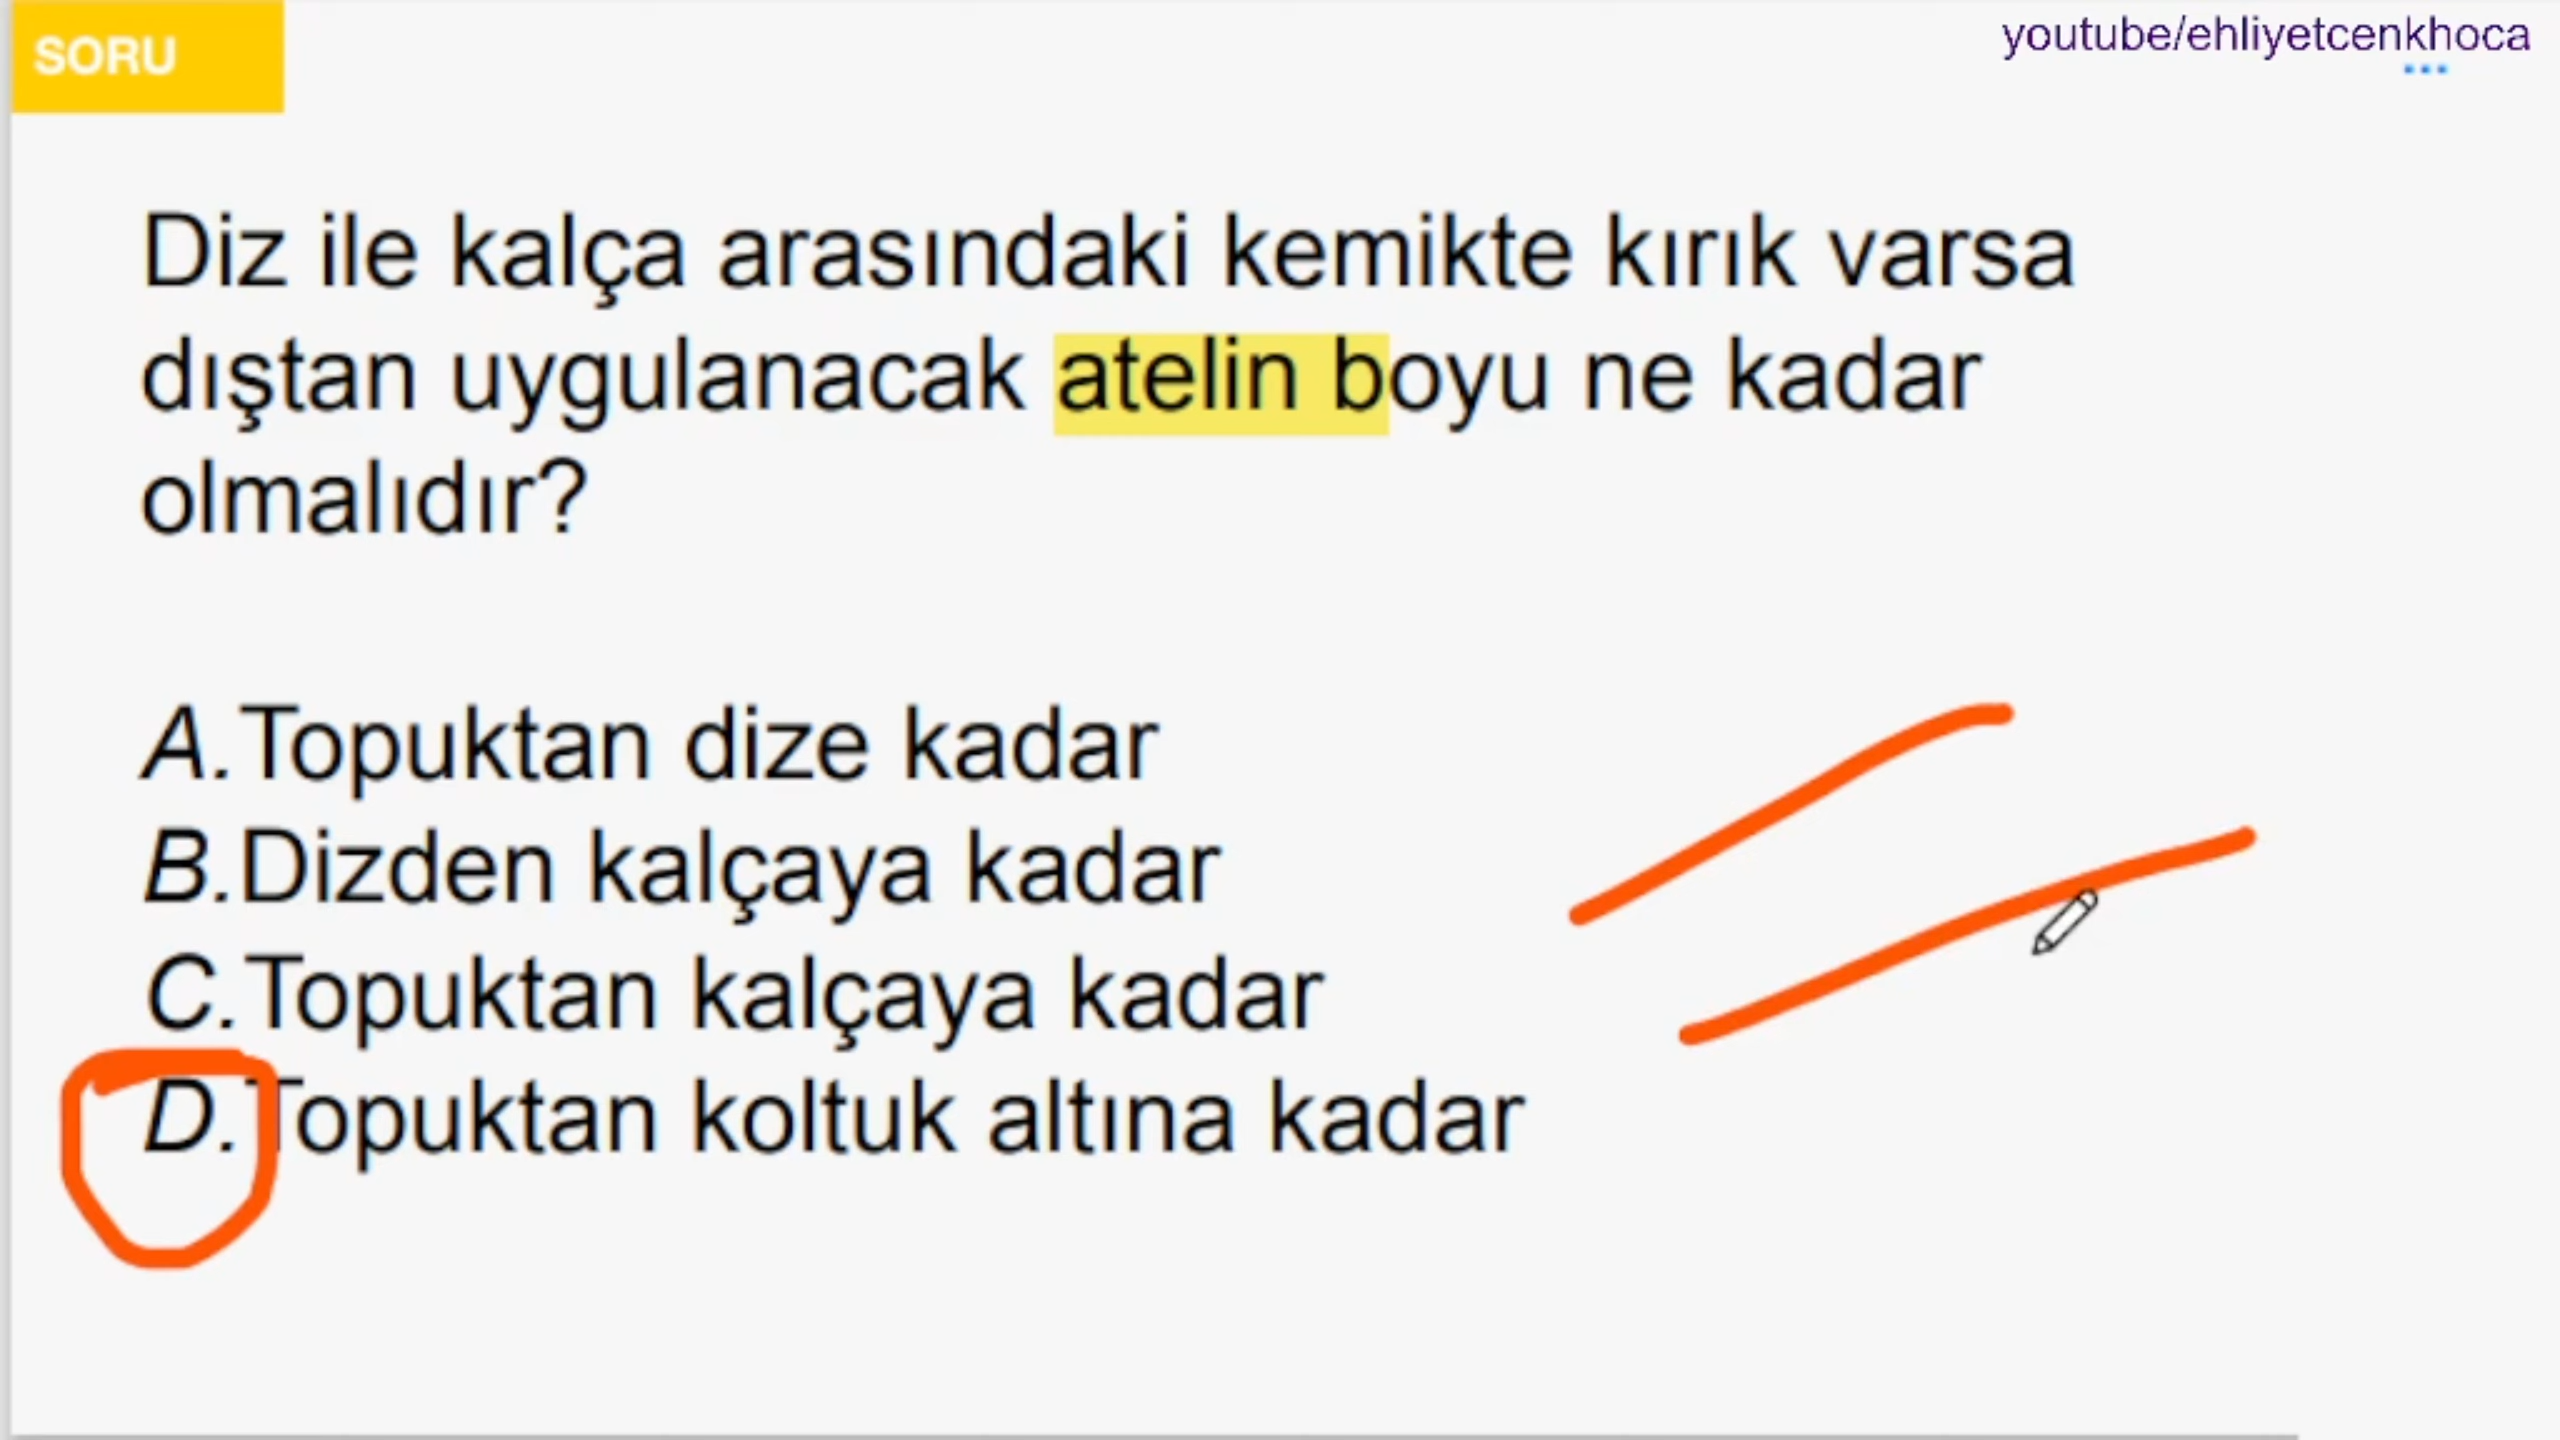 SORU
youtube/ehliyetcenkhoca
Diz ile kalça arasındaki kemikte kırık varsa
dıştan uygulanacak atelin boyu ne kadar
olmalıdır?
A.Topuktan dize kadar
B.Dizden kalçaya kadar
C.Topuktan kalçaya kadar
D.Topuktan koltuk altına kadar